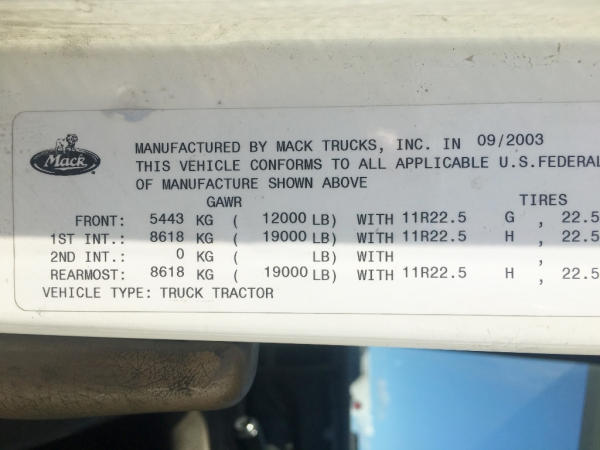 Mack
MANUFACTURED BY MACK TRUCKS, INC. IN 09/2003
THIS VEHICLE CONFORMS TO ALL APPLICABLE U.S. FEDERAL
OF MANUFACTURE SHOWN ABOVE
GAWR TIRES
FRONT: 5443 KG ( 12000 LB) WITH 11R22.5 G , 22.5
1ST INT.: 8618 KG ( 19000 LB) WITH 11R22.5 H , 22.5
2ND INT.: 0 KG ( LB) WITH ,
REARMOST: 8618 KG ( 19000 LB) WITH 11R22.5 H , 22.5
VEHICLE TYPE: TRUCK TRACTOR